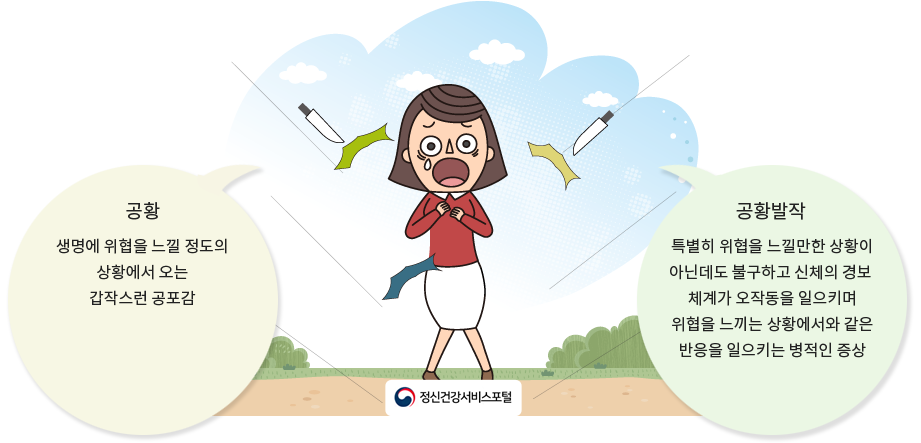 공황
생명에 위협을 느낄 정도의
상황에서 오는
갑작스런 공포감
공황발작
특별히 위협을 느낄만한 상황이
아닌데도 불구하고 신체의 경보
체계가 오작동을 일으키며
위협을 느끼는 상황에서와 같은
반응을 일으키는 병적인 증상
정신건강서비스포털